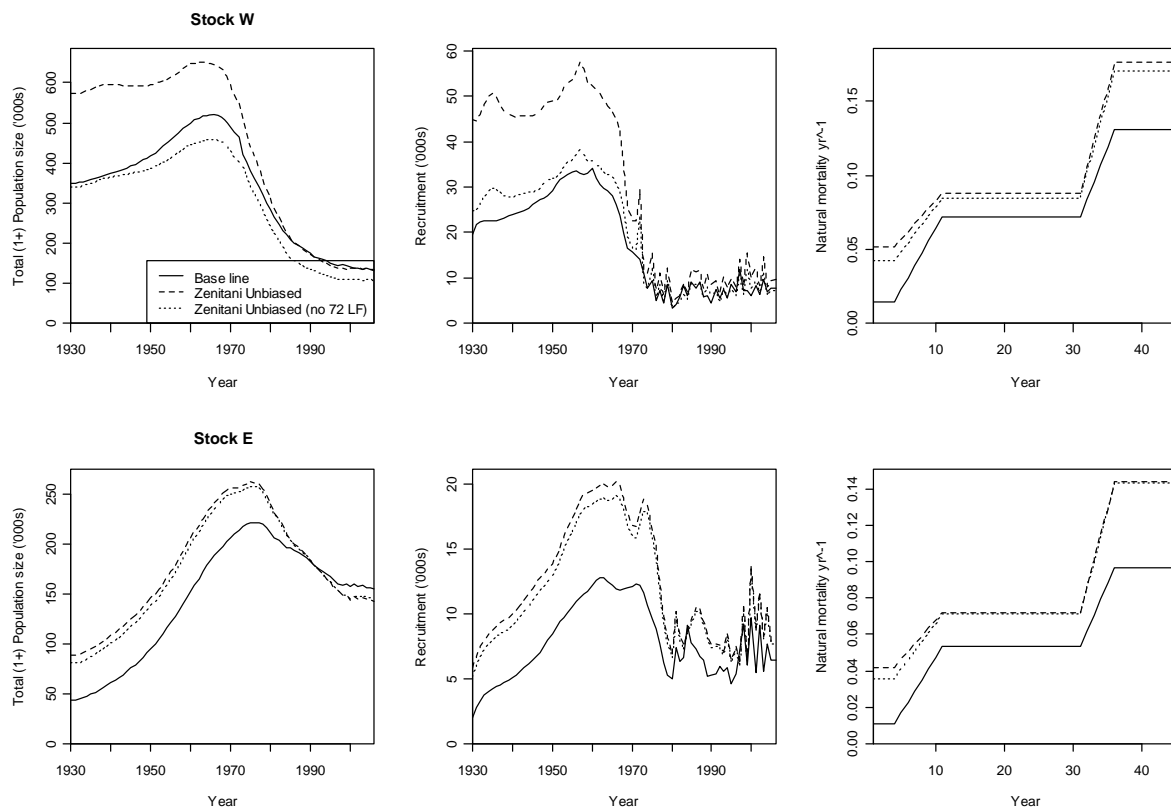 Stock W
Total (1+) Population size ('000s)
0 100 200 300 400 500 600
1930 1950 1970 1990
Year
Base line
Zenitani Unbiased
Zenitani Unbiased (no 72 LF)
Recruitment ('000s)
0 10 20 30 40 50 60
1930 1950 1970 1990
Year
Natural mortality yr^-1
0.00 0.05 0.10 0.15
10 20 30 40
Year
Stock E
Total (1+) Population size ('000s)
0 50 100 150 200 250
1930 1950 1970 1990
Year
Recruitment ('000s)
0 5 10 15 20
1930 1950 1970 1990
Year
Natural mortality yr^-1
0.00 0.02 0.04 0.06 0.08 0.10 0.12 0.14
10 20 30 40
Year